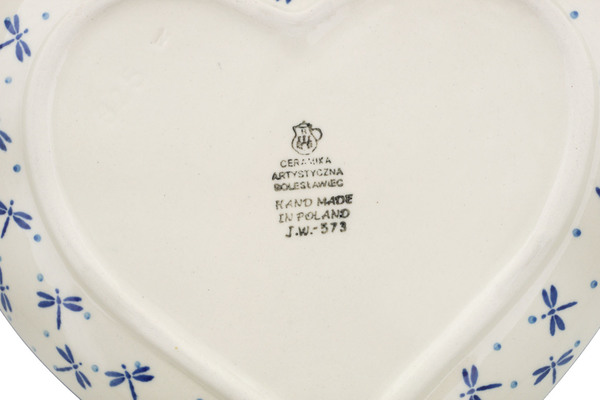 CERAMIKA
ARTYSTYCZNA
BOLESŁAWIEC
HAND MADE
IN POLAND
J.W.-573